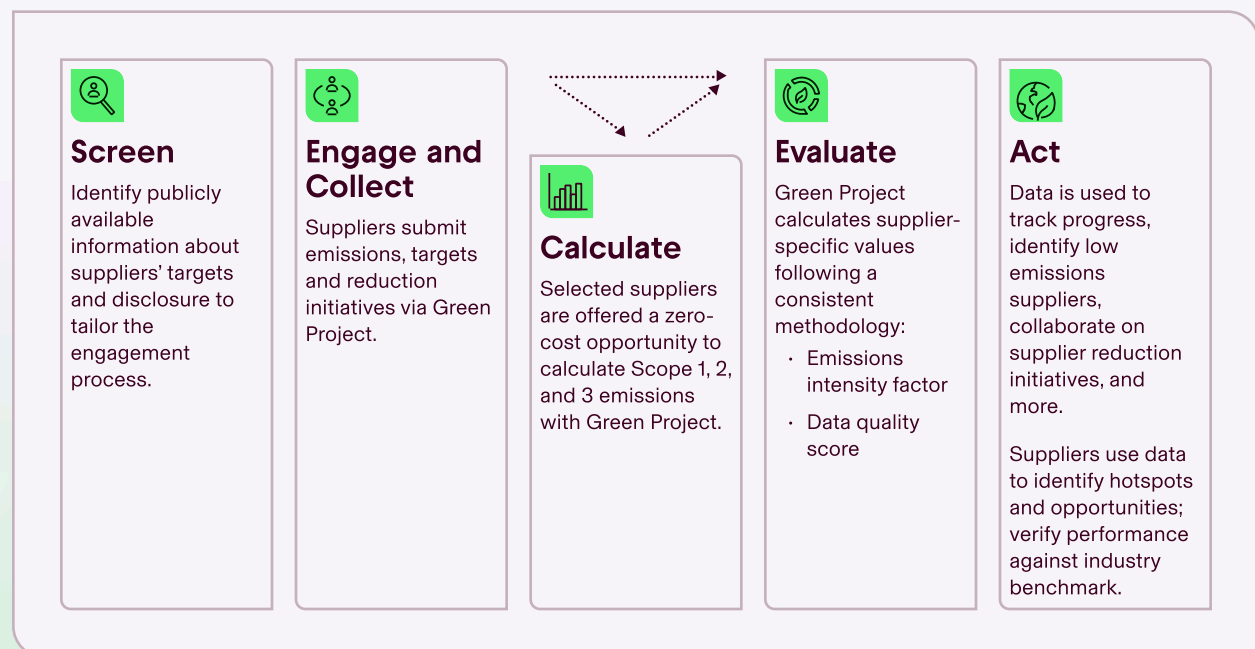 Screen
Identify publicly
available
information about
suppliers’ targets
and disclosure to
tailor the
engagement
process.
Engage and
Collect
Suppliers submit
emissions, targets
and reduction
initiatives via Green
Project.
Calculate
Selected suppliers
are offered a zero-
cost opportunity to
calculate Scope 1, 2,
and 3 emissions
with Green Project.
Evaluate
Green Project
calculates supplier-
specific values
following a
consistent
methodology:
· Emissions
intensity factor
· Data quality
score
Act
Data is used to
track progress,
identify low
emissions
suppliers,
collaborate on
supplier reduction
initiatives, and
more.
Suppliers use data
to identify hotspots
and opportunities;
verify performance
against industry
benchmark.